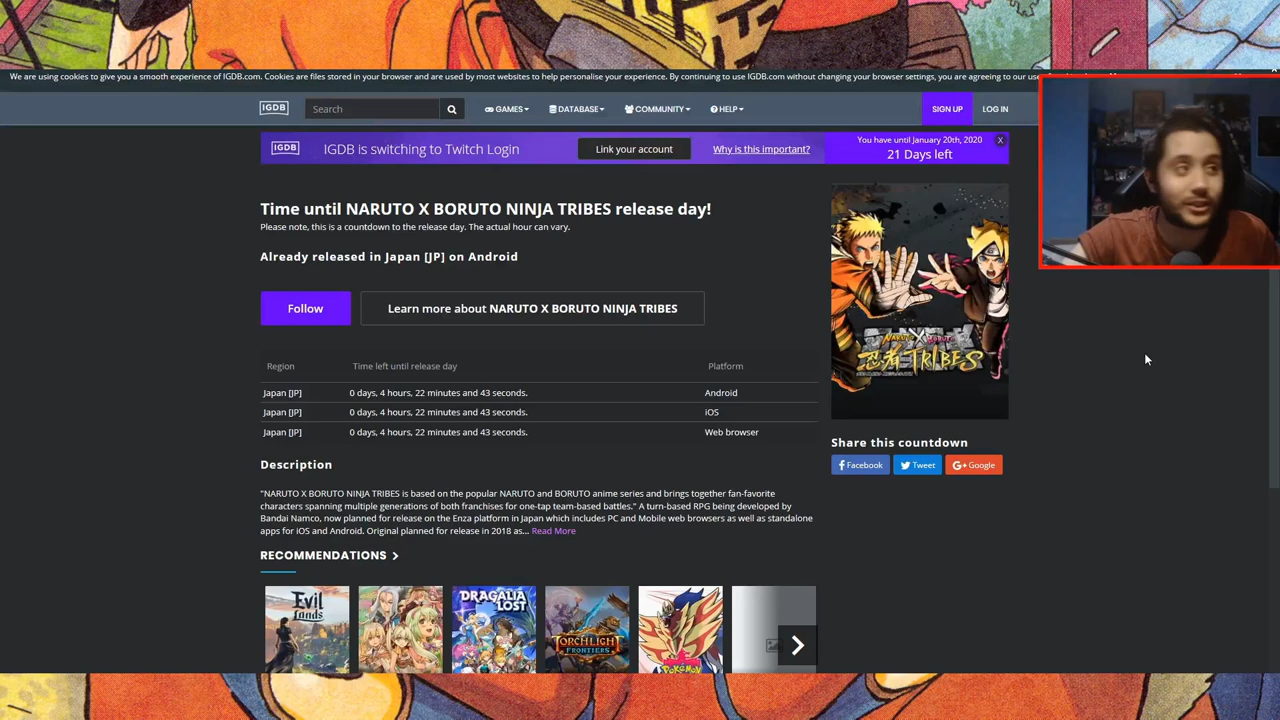 We are using cookies to give you a smooth experience of IGDB.com. Cookies are files stored in your browser and are used by most websites to help personalise your experience. By continuing to use IGDB.com without changing your browser settings, you are agreeing to our use
IGDB
Search
GAMES
DATABASE
COMMUNITY
HELP
SIGN UP
LOG IN
IGDB
IGDB is switching to Twitch Login
Link your account
Why is this important?
You have until January 20th, 2020
21 Days left
X
Time until NARUTO X BORUTO NINJA TRIBES release day!
Please note, this is a countdown to the release day. The actual hour can vary.
Already released in Japan [JP] on Android
Follow
Learn more about NARUTO X BORUTO NINJA TRIBES
Region Time left until release day Platform
Japan [JP] 0 days, 4 hours, 22 minutes and 43 seconds. Android
Japan [JP] 0 days, 4 hours, 22 minutes and 43 seconds. iOS
Japan [JP] 0 days, 4 hours, 22 minutes and 43 seconds. Web browser
Description
"NARUTO X BORUTO NINJA TRIBES is based on the popular NARUTO and BORUTO anime series and brings together fan-favorite
characters spanning multiple generations of both franchises for one-tap team-based battles." A turn-based RPG being developed by
Bandai Namco, now planned for release on the Enza platform in Japan which includes PC and Mobile web browsers as well as standalone
apps for iOS and Android. Original planned for release in 2018 as... Read More
RECOMMENDATIONS
Evil
Lands
DRAGALIA
LOST
TORCHLIGHT
FRONTIERS
POKÉMON
NARUTO X BORUTO
忍者TRIBES
Share this countdown
Facebook
Tweet
G+ Google